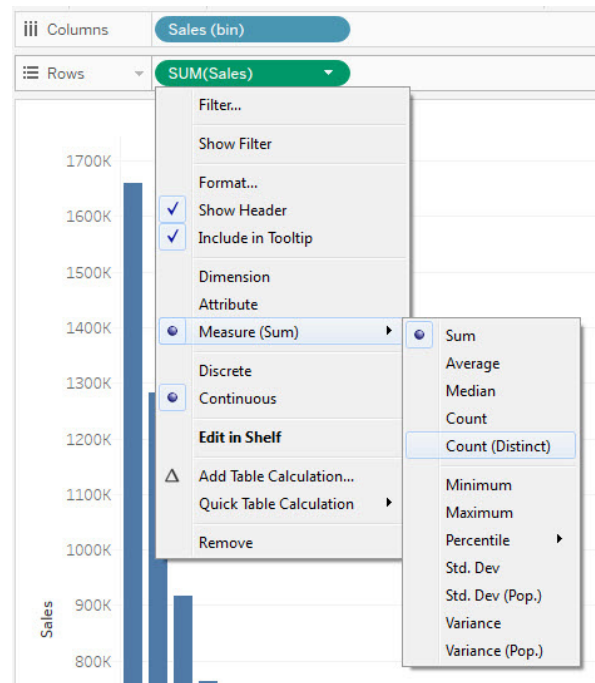 Columns
Sales (bin)
Rows
SUM(Sales)
Filter...
Show Filter
Format...
Show Header
Include in Tooltip
Dimension
Attribute
Measure (Sum)
Discrete
Continuous
Edit in Shelf
Add Table Calculation...
Quick Table Calculation
Remove
Sum
Average
Median
Count
Count (Distinct)
Minimum
Maximum
Percentile
Std. Dev
Std. Dev (Pop.)
Variance
Variance (Pop.)
1700K
1600K
1500K
1400K
1300K
1200K
1100K
1000K
900K
800K
Sales